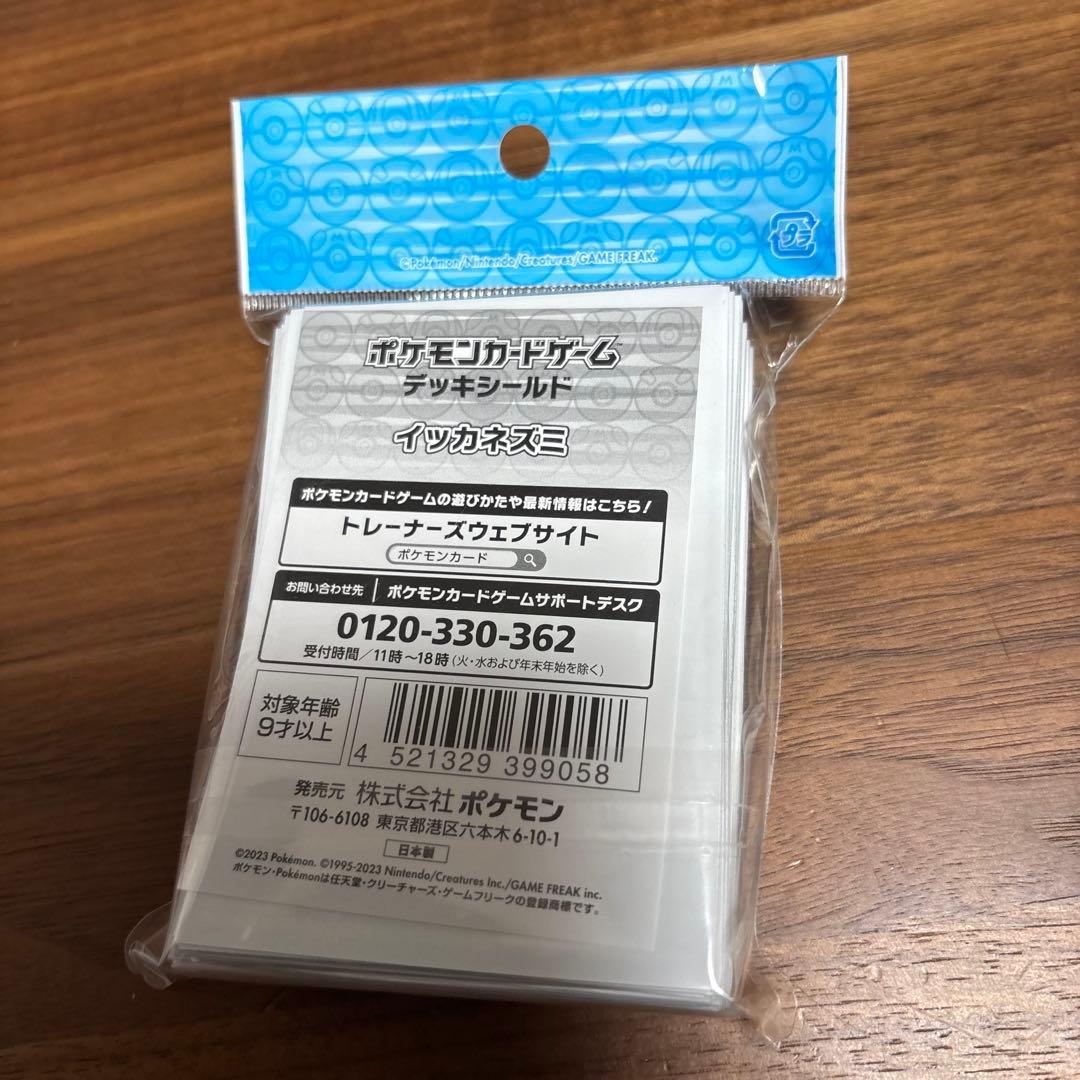 ©Pokémon/Nintendo/Creatures/GAME FREAK.
プラ
ポケモンカードゲーム™
デッキシールド
イッカネズミ
ポケモンカードゲームの遊びかたや最新情報はこちら!
トレーナーズウェブサイト
ポケモンカード
お問い合わせ先 ポケモンカードゲームサポートデスク
0120-330-362
受付時間/11時~18時(火・水および年末年始を除く)
対象年齢
9才以上
4 521329 399058
発売元 株式会社ポケモン
〒106-6108 東京都港区六本木6-10-1
日本製
©2023 Pokémon. ©1995-2023 Nintendo/Creatures Inc./GAME FREAK inc.
ポケモン・Pokémonは任天堂・クリーチャーズ・ゲームフリークの登録商標です。